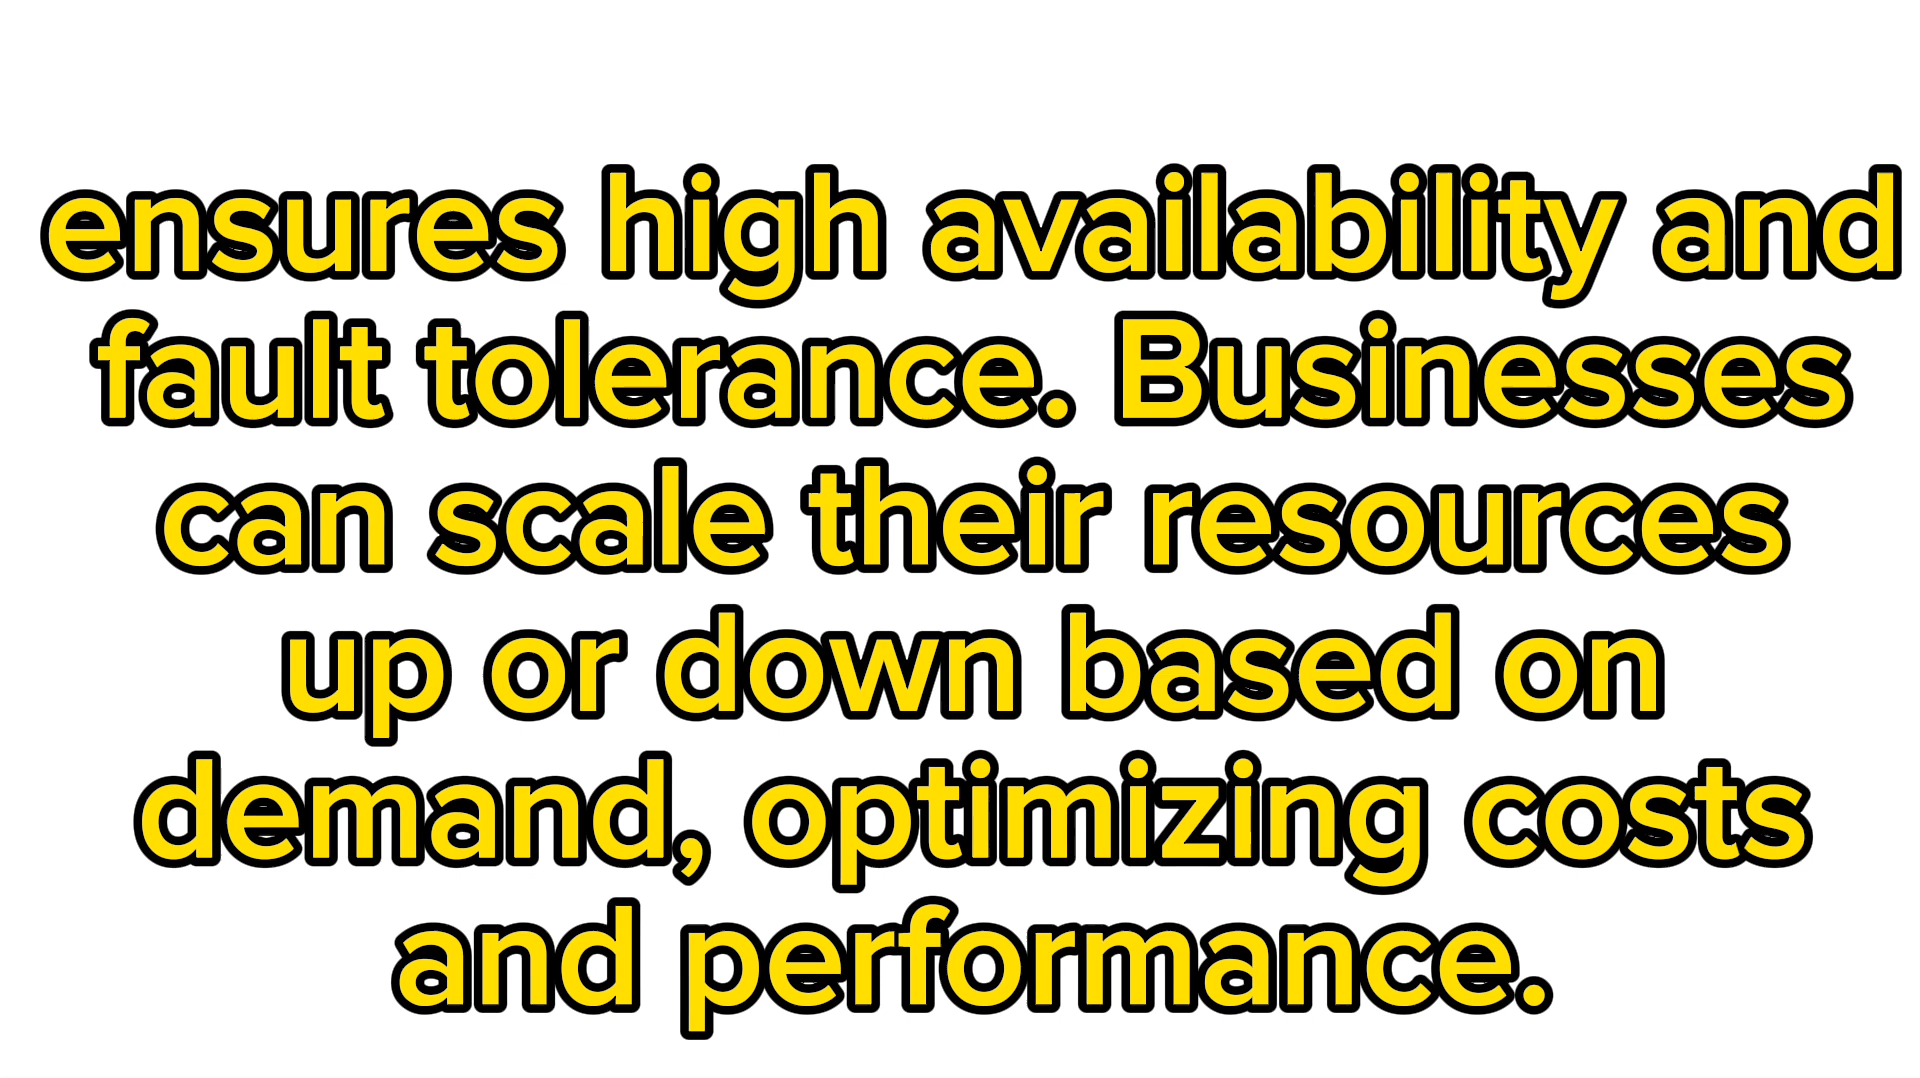 ensures high availability and
fault tolerance. Businesses
can scale their resources
up or down based on
demand, optimizing costs
and performance.